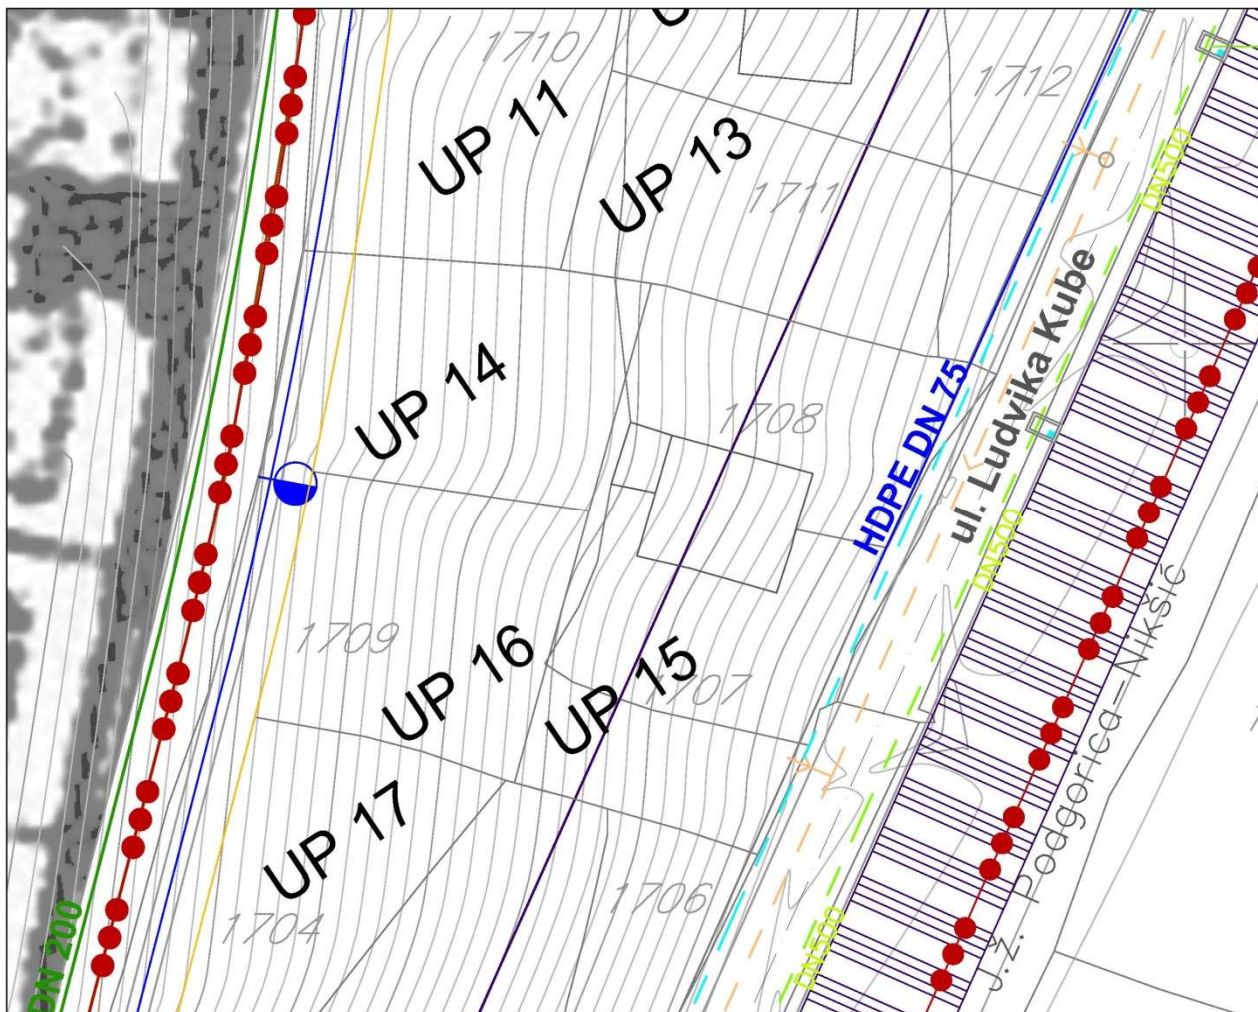 1710
1712
UP 11
UP 13
1711
DN500
ul. Ludvika Kube
UP 14
1708
HDPE DN 75
DN500
1709
UP 16
UP 15
1707
J.Ž. Podgorica-Nikšić
UP 17
1706
1704
DN 200
DN500